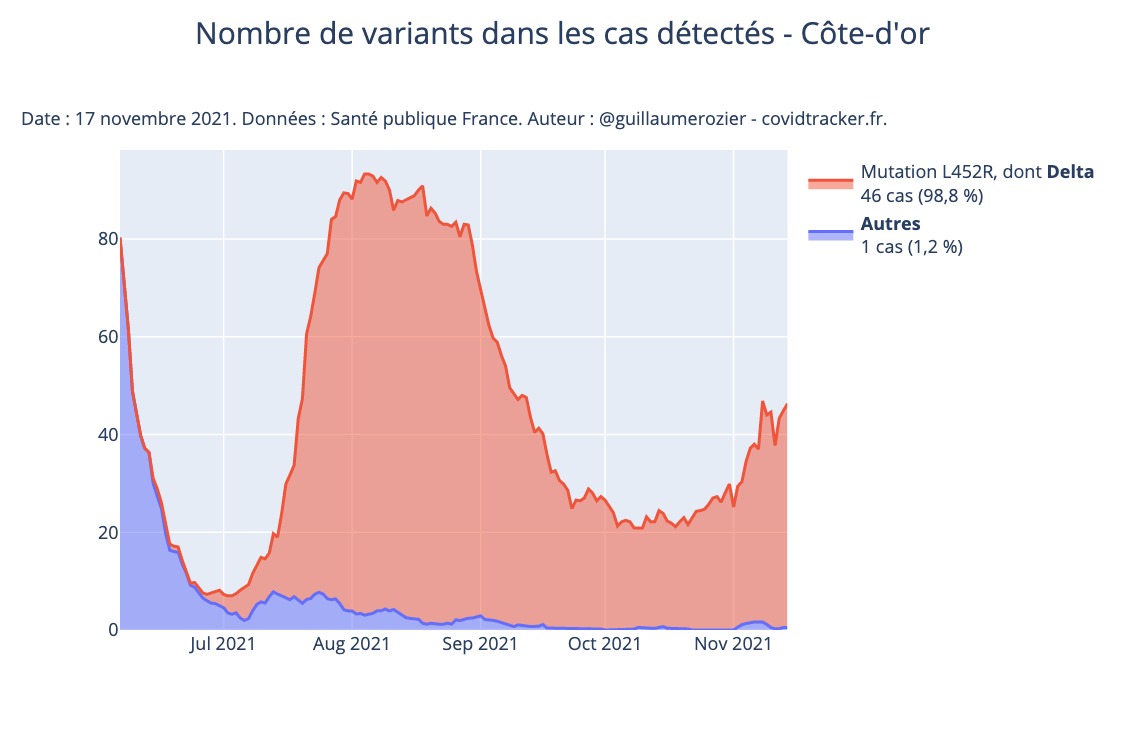 Nombre de variants dans les cas détectés - Côte-d'or
Date : 17 novembre 2021. Données : Santé publique France. Auteur : @guillaumerozier - covidtracker.fr.
Mutation L452R, dont Delta
46 cas (98,8 %)
Autres
1 cas (1,2 %)
80
60
40
20
0
Jul 2021 Aug 2021 Sep 2021 Oct 2021 Nov 2021